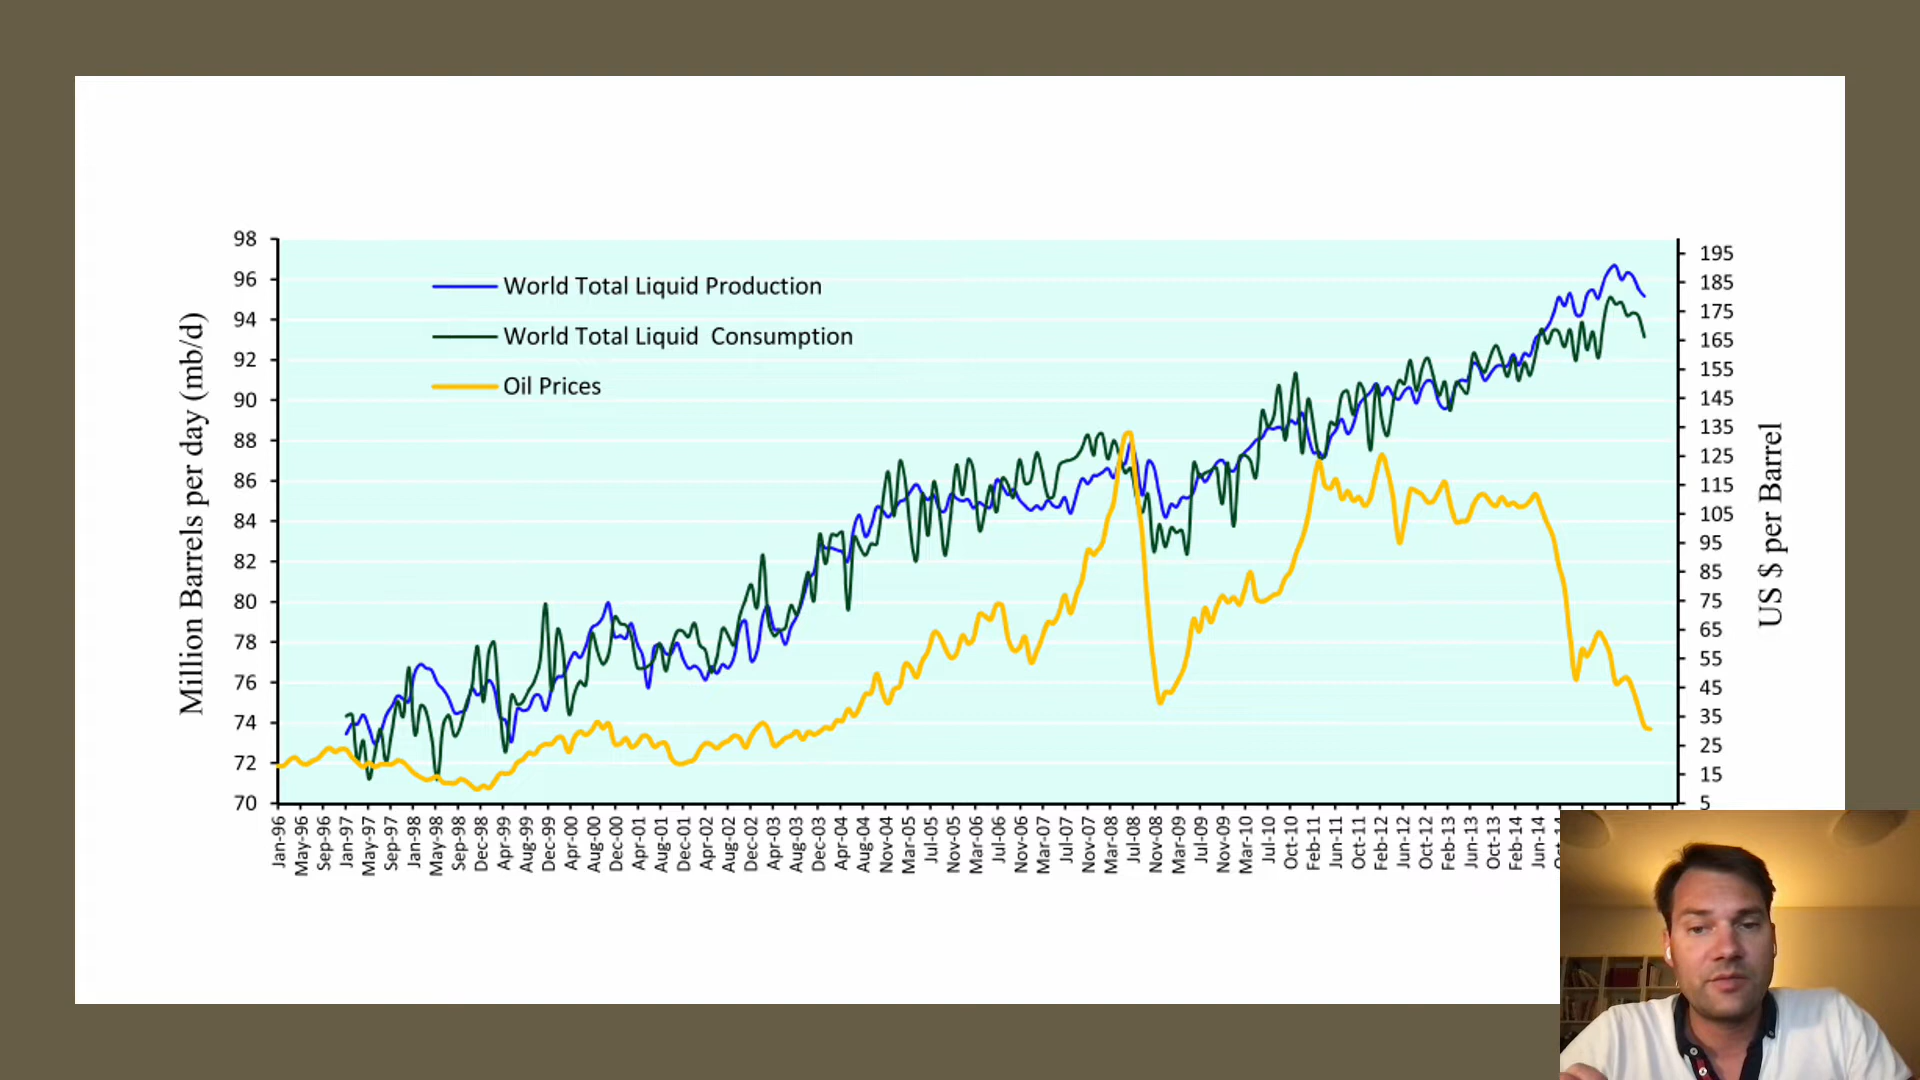 98
96
94
92
90
88
86
84
82
80
78
76
74
72
70
Million Barrels per day (mb/d)
World Total Liquid Production
World Total Liquid Consumption
Oil Prices
195
185
175
165
155
145
135
125
115
105
95
85
75
65
55
45
35
25
15
5
US $ per Barrel
Jan-96
May-96
Sep-96
Jan-97
May-97
Sep-97
Jan-98
May-98
Sep-98
Dec-98
Apr-99
Aug-99
Dec-99
Apr-00
Aug-00
Dec-00
Apr-01
Aug-01
Dec-01
Apr-02
Aug-02
Dec-02
Apr-03
Aug-03
Dec-03
Apr-04
Aug-04
Nov-04
Mar-05
Jul-05
Nov-05
Mar-06
Jul-06
Nov-06
Mar-07
Jul-07
Nov-07
Mar-08
Jul-08
Nov-08
Mar-09
Jul-09
Nov-09
Mar-10
Jul-10
Oct-10
Feb-11
Jun-11
Oct-11
Feb-12
Jun-12
Oct-12
Feb-13
Jun-13
Oct-13
Feb-14
Jun-14